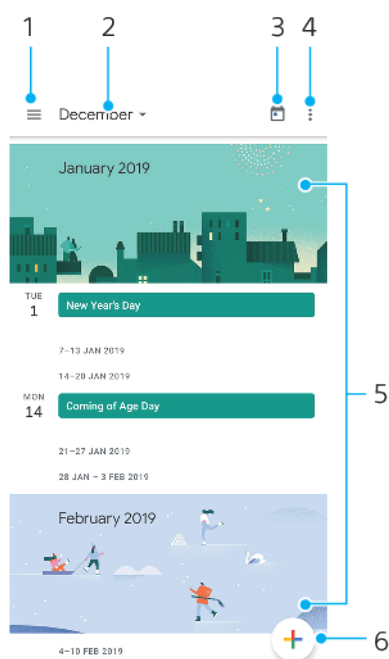 1 2 3 4
December
January 2019
5
TUE
1
New Year's Day
7–13 JAN 2019
14–20 JAN 2019
MON
14
Coming of Age Day
21–27 JAN 2019
28 JAN – 3 FEB 2019
February 2019
6
4–10 FEB 2019